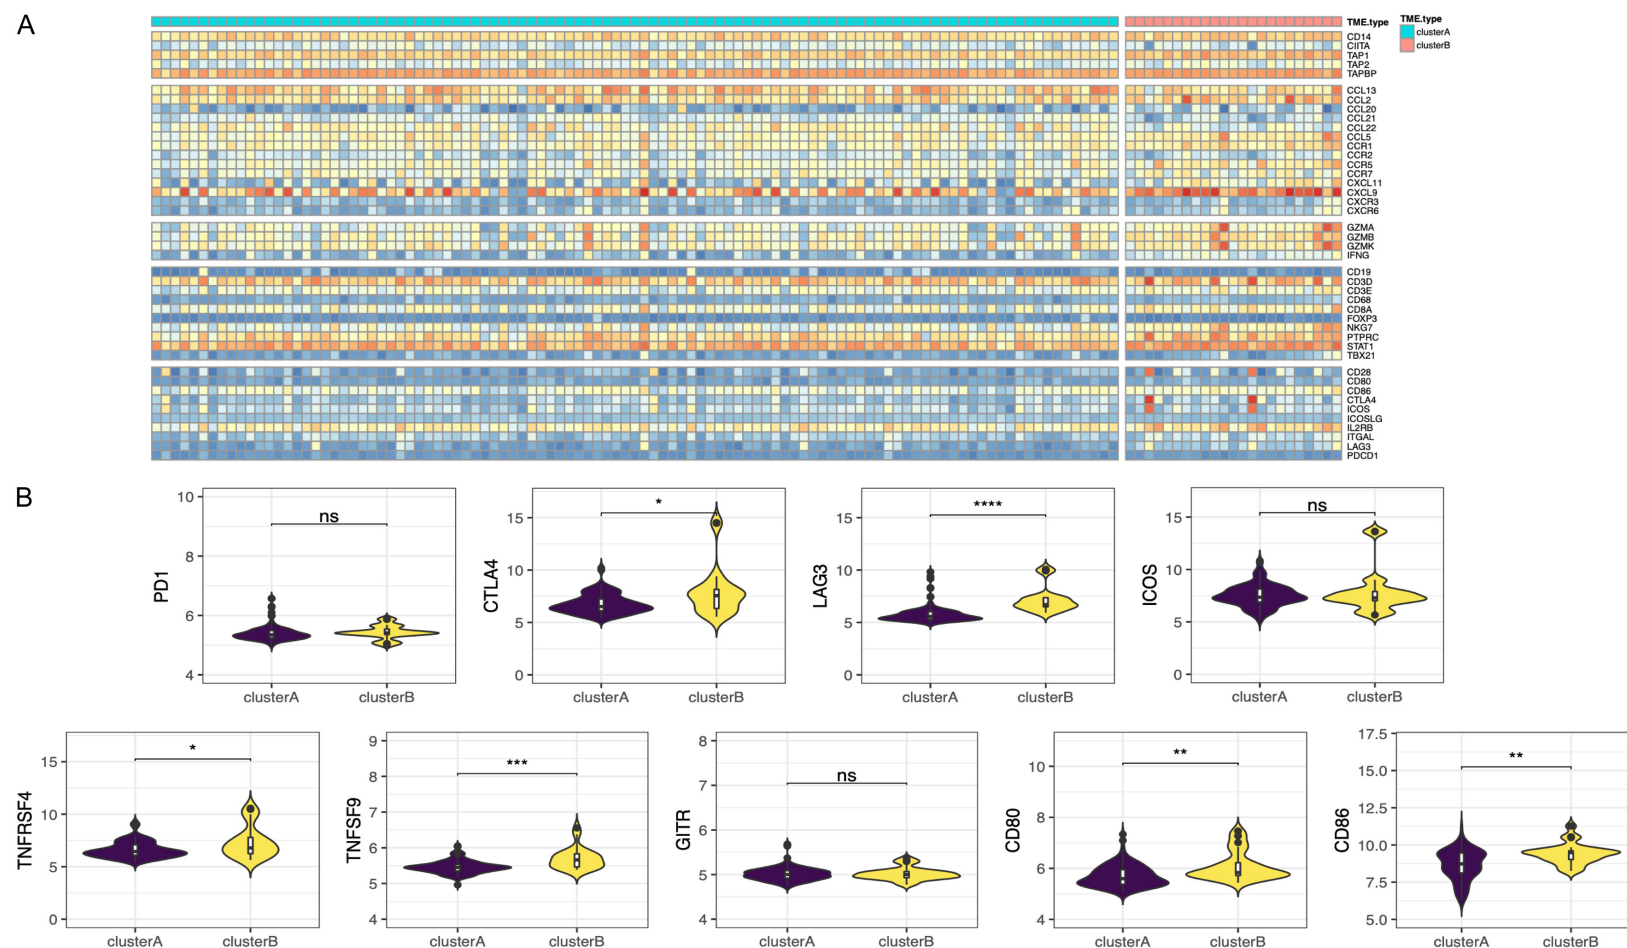 A
TME.type
TME.type
clusterA
clusterB
CD14
CIITA
TAP1
TAP2
TAPBP
CCL13
CCL2
CCL20
CCL21
CCL22
CCL5
CCR1
CCR2
CCR5
CCR7
CXCL11
CXCL9
CXCR3
CXCR6
GZMA
GZMB
GZMK
IFNG
CD19
CD3D
CD3E
CD68
CD8A
FOXP3
NKG7
PTPRC
STAT1
TBX21
CD28
CD80
CD86
CTLA4
ICOS
ICOSLG
IL2RB
ITGAL
LAG3
PDCD1
B
PD1
10
8
6
4
ns
clusterA clusterB
CTLA4
15
10
5
0
*
clusterA clusterB
LAG3
15
10
5
0
****
clusterA clusterB
ICOS
15
10
5
0
ns
clusterA clusterB
TNFRSF4
15
10
5
0
*
clusterA clusterB
TNFSF9
9
8
7
6
5
4
***
clusterA clusterB
GITR
8
7
6
5
4
ns
clusterA clusterB
CD80
10
8
6
4
**
clusterA clusterB
CD86
17.5
15.0
12.5
10.0
7.5
5.0
**
clusterA clusterB